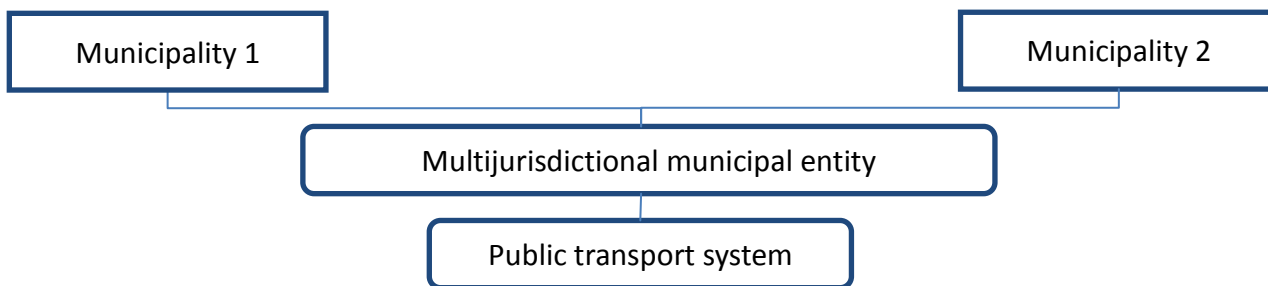 Municipality 1
Municipality 2
Multijurisdictional municipal entity
Public transport system